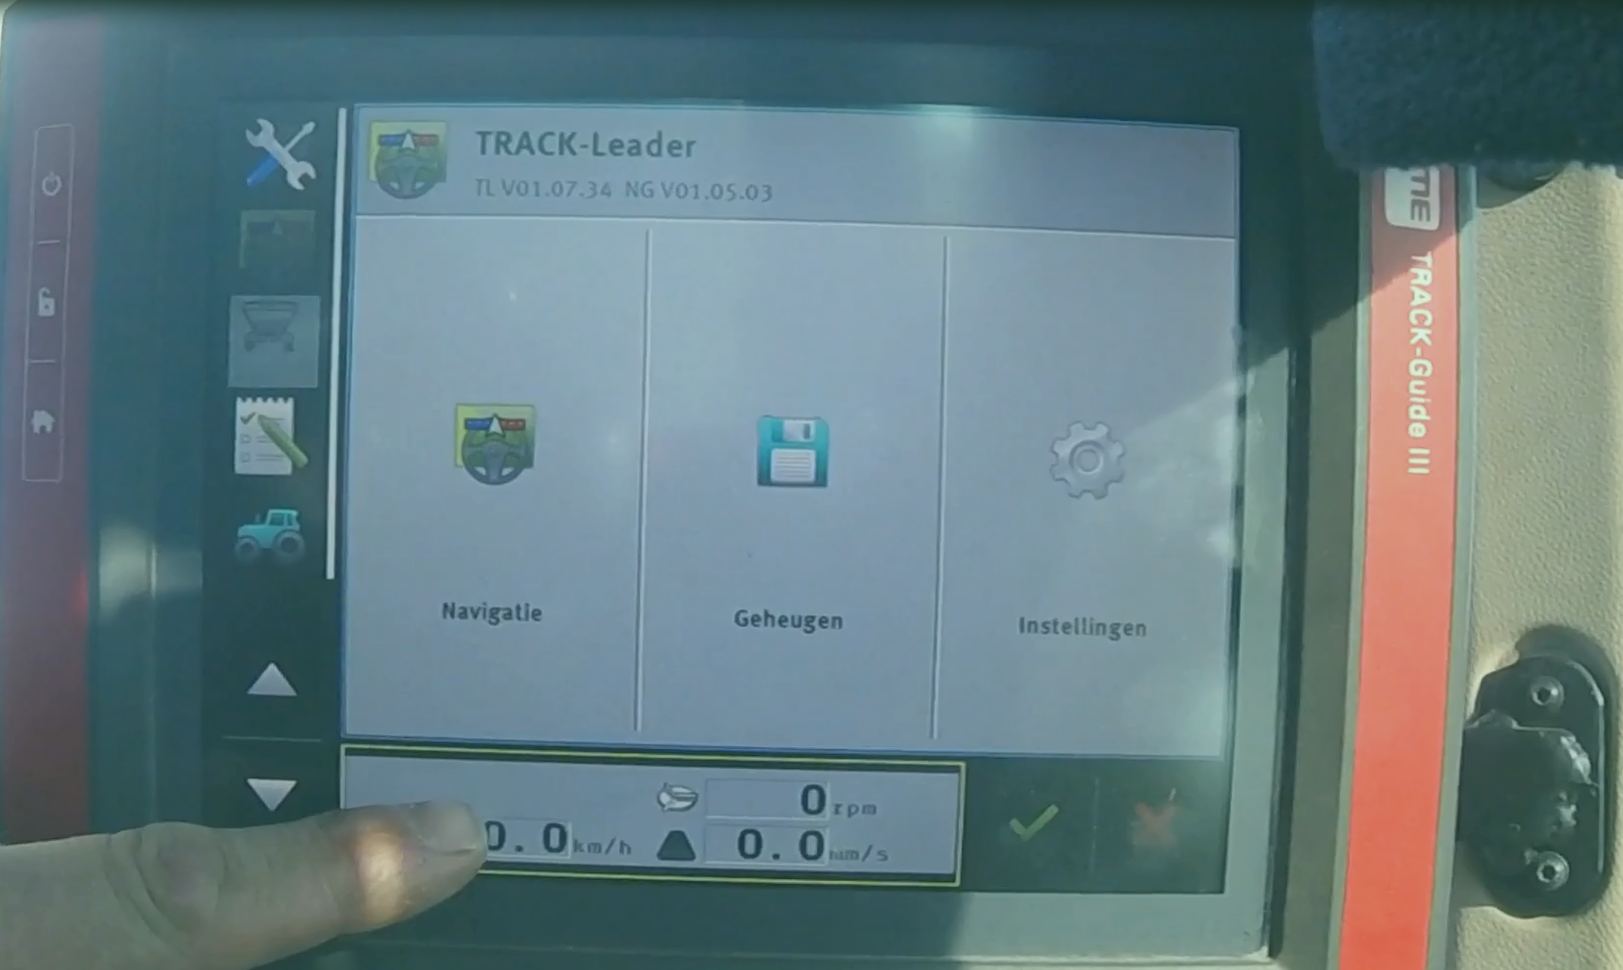 TRACK-Leader
TL V01.07.34 NG V01.05.03
Navigatie
Geheugen
Instellingen
0 rpm
0.0 km/h
0.0 mm/s
ME
TRACK-Guide III